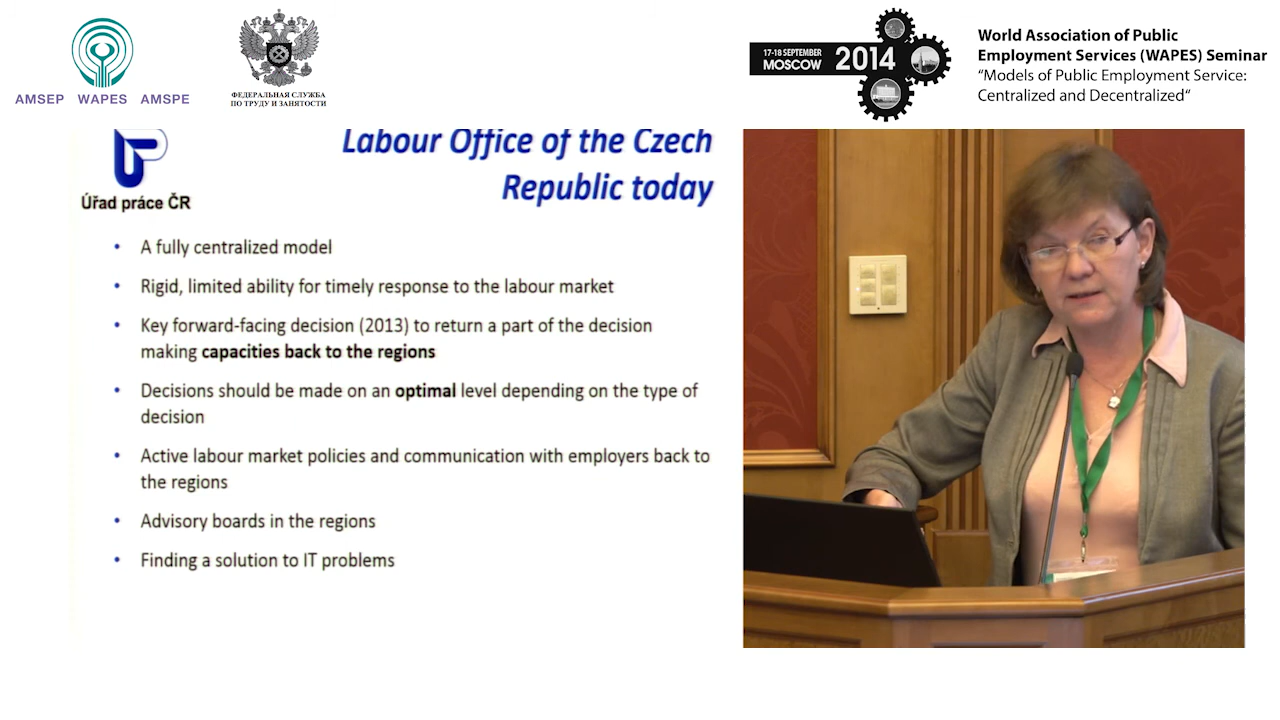 AMSEP WAPES AMSPE
ФЕДЕРАЛЬНАЯ СЛУЖБА
ПО ТРУДУ И ЗАНЯТОСТИ
17-18 SEPTEMBER
MOSCOW
2014
World Association of Public
Employment Services (WAPES) Seminar
“Models of Public Employment Service:
Centralized and Decentralized“
Úřad práce ČR
Labour Office of the Czech
Republic today
• A fully centralized model
• Rigid, limited ability for timely response to the labour market
• Key forward-facing decision (2013) to return a part of the decision
making capacities back to the regions
• Decisions should be made on an optimal level depending on the type of
decision
• Active labour market policies and communication with employers back to
the regions
• Advisory boards in the regions
• Finding a solution to IT problems